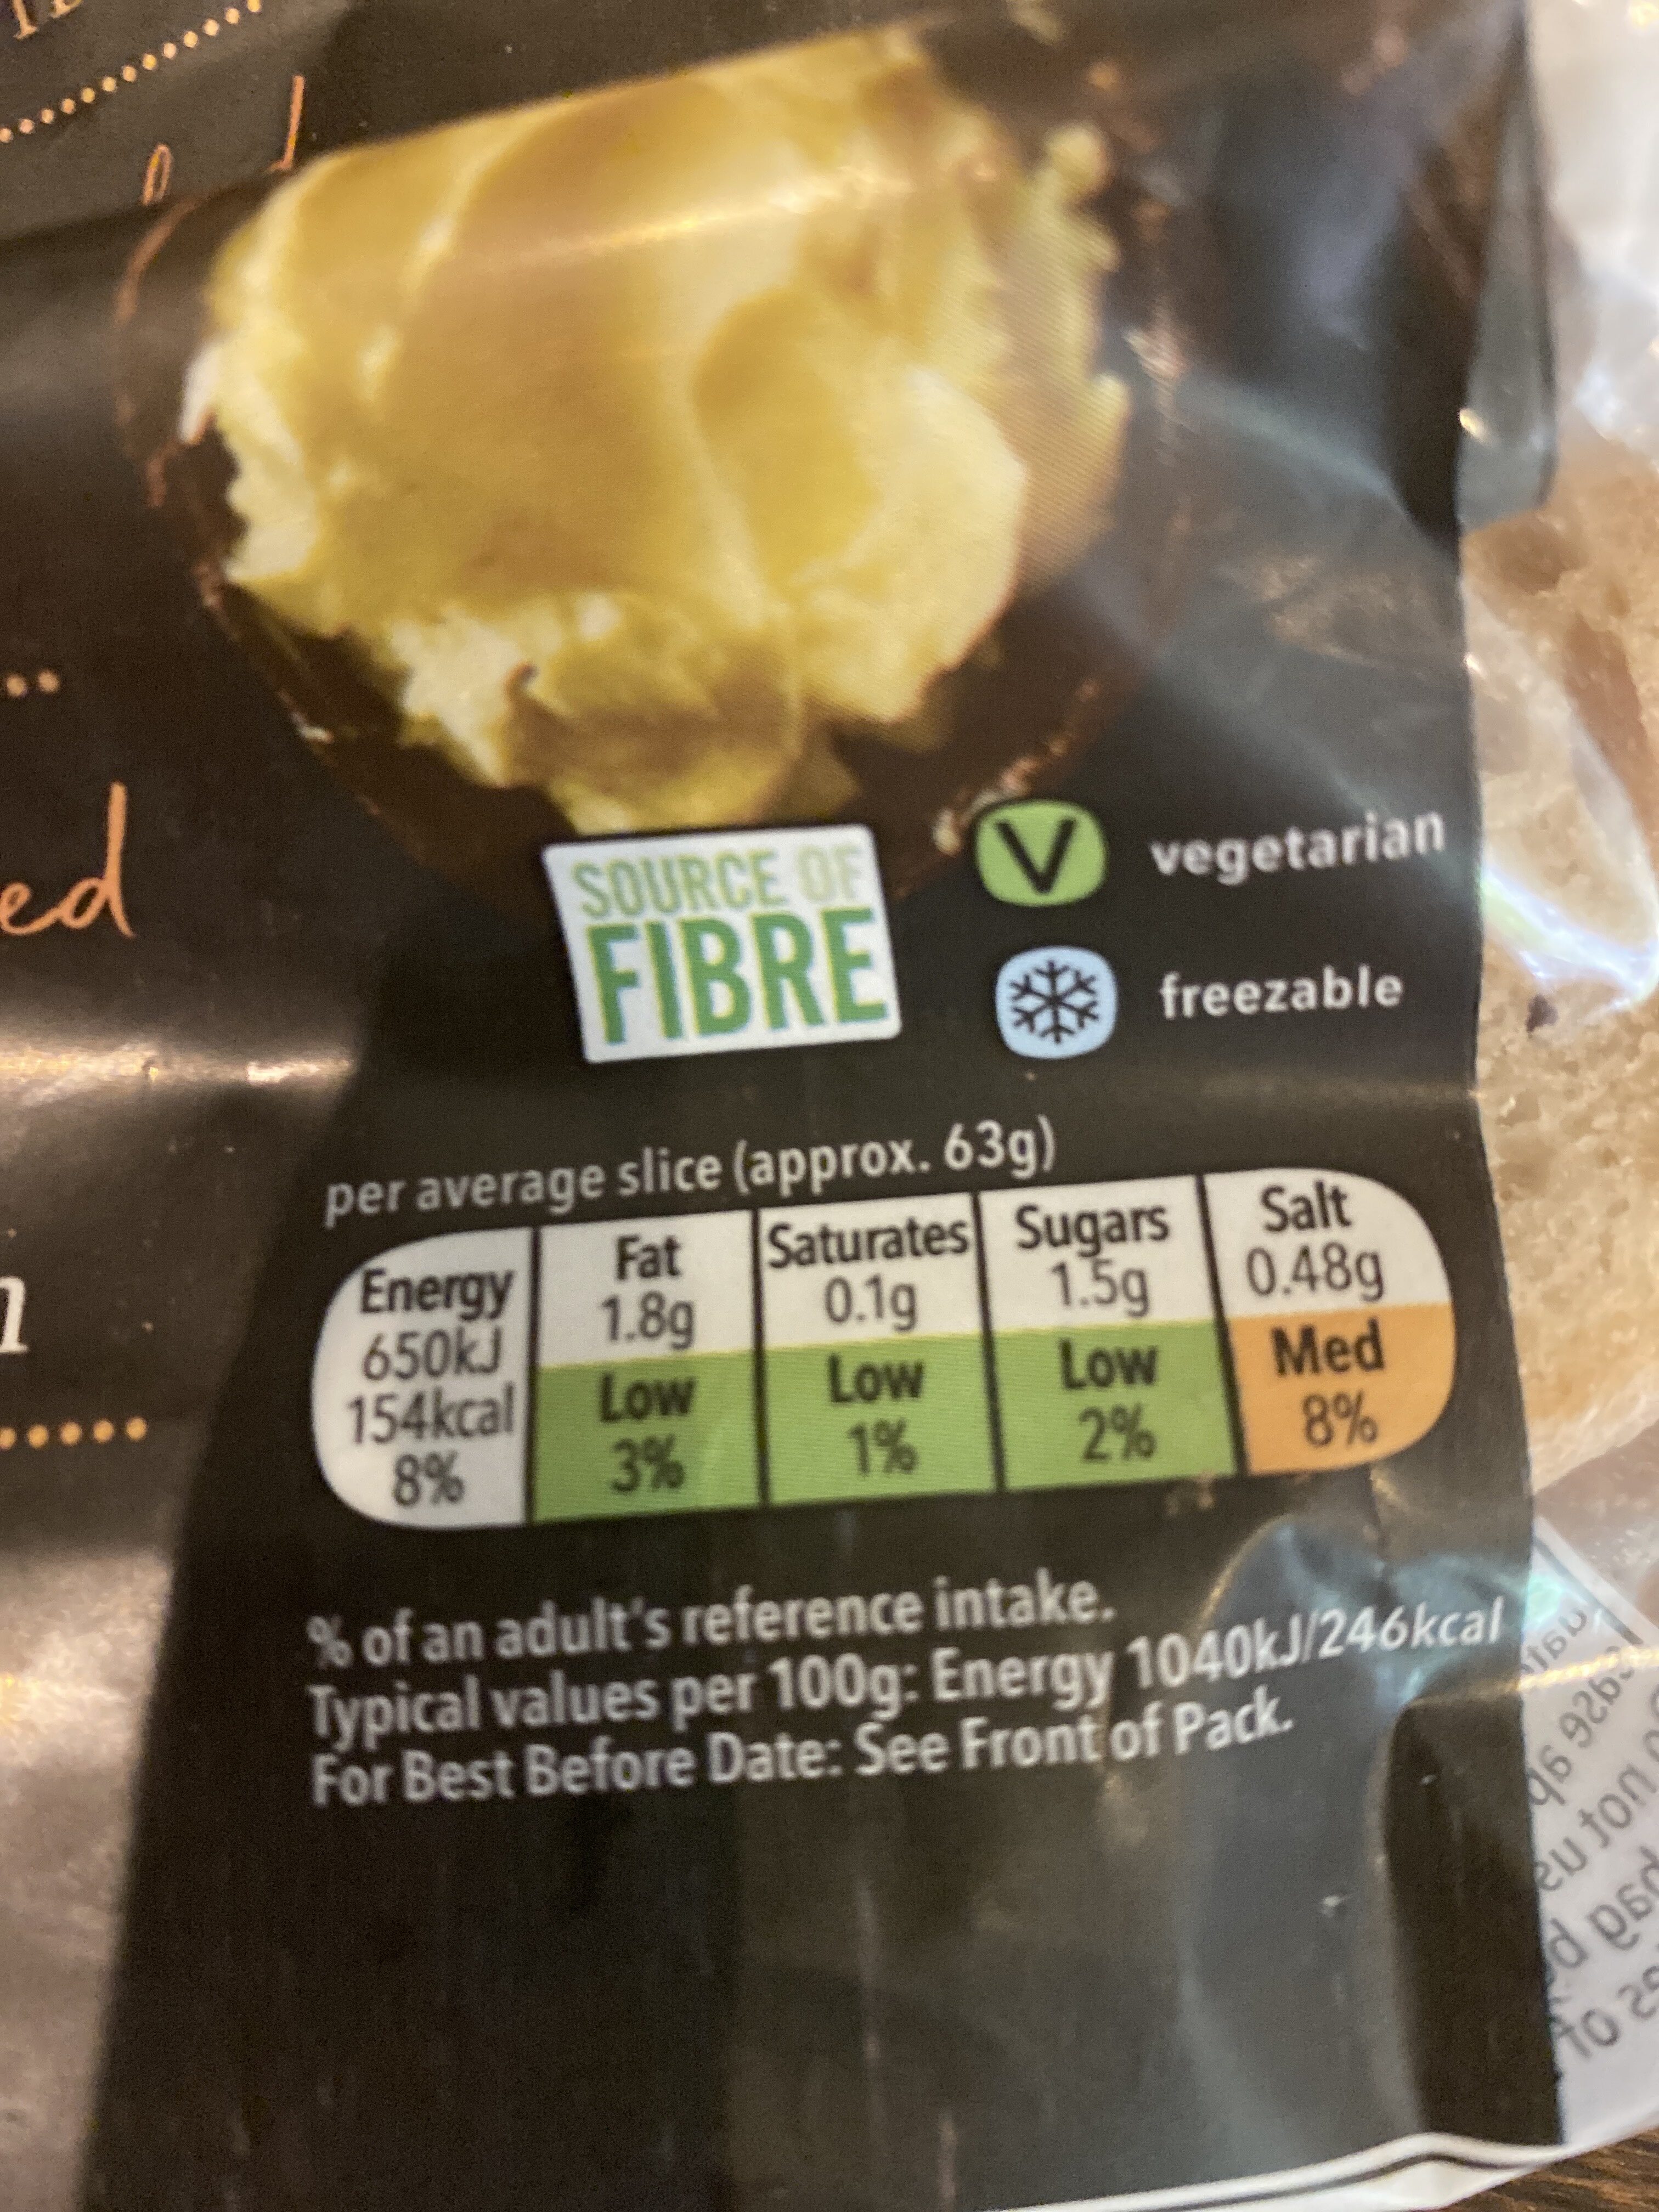 ed
SOURCE OF
FIBRE
V vegetarian
freezable
per average slice (approx. 63g)
Energy
650kJ
154kcal
8%
Fat
1.8g
Low
3%
Saturates
0.1g
Low
1%
Sugars
1.5g
Low
2%
Salt
0.48g
Med
8%
% of an adult's reference intake.
Typical values per 100g: Energy 1040kJ/246kcal
For Best Before Date: See Front of Pack.